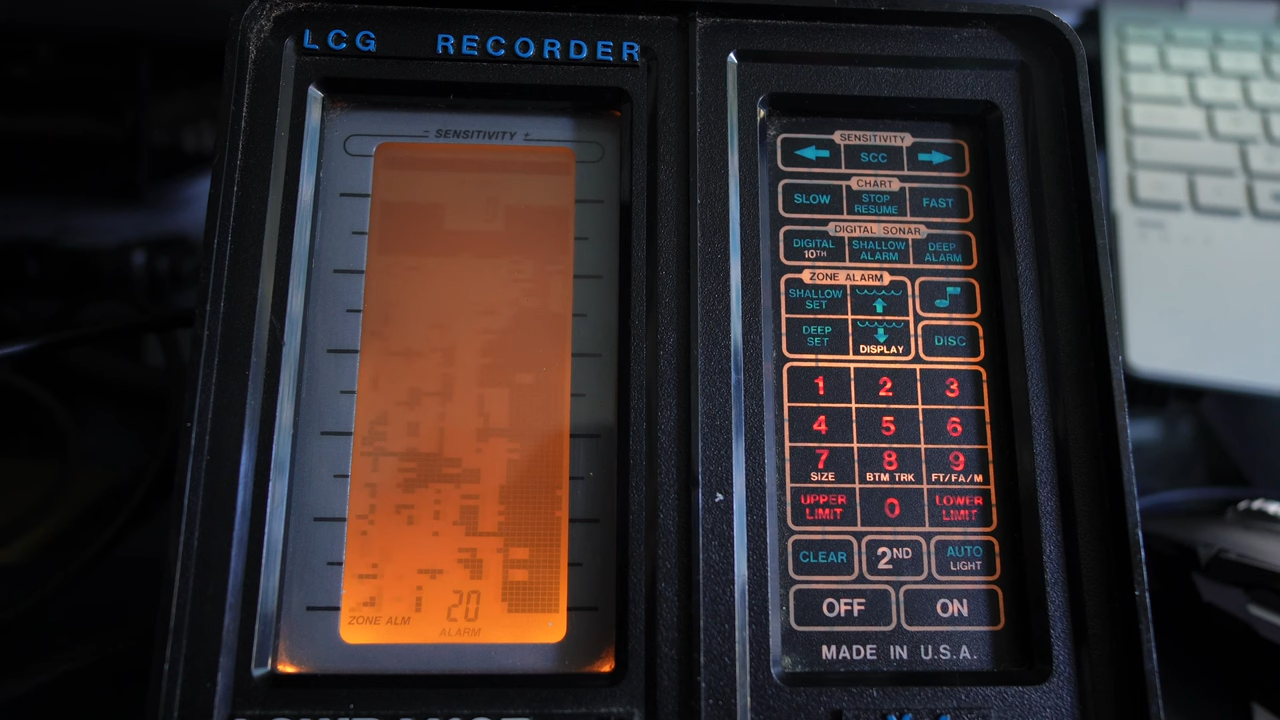 LCG RECORDER
- SENSITIVITY +
20
ZONE ALM
ALARM
SENSITIVITY
SCC
CHART
SLOW
STOP
RESUME
FAST
DIGITAL SONAR
DIGITAL
10TH
SHALLOW
ALARM
DEEP
ALARM
ZONE ALARM
SHALLOW
SET
DEEP
SET
DISPLAY
DISC
1 2 3
4 5 6
7 8 9
SIZE BTM TRK FT/FA/M
UPPER
LIMIT
0
LOWER
LIMIT
CLEAR
2ND
AUTO
LIGHT
OFF ON
MADE IN U.S.A.